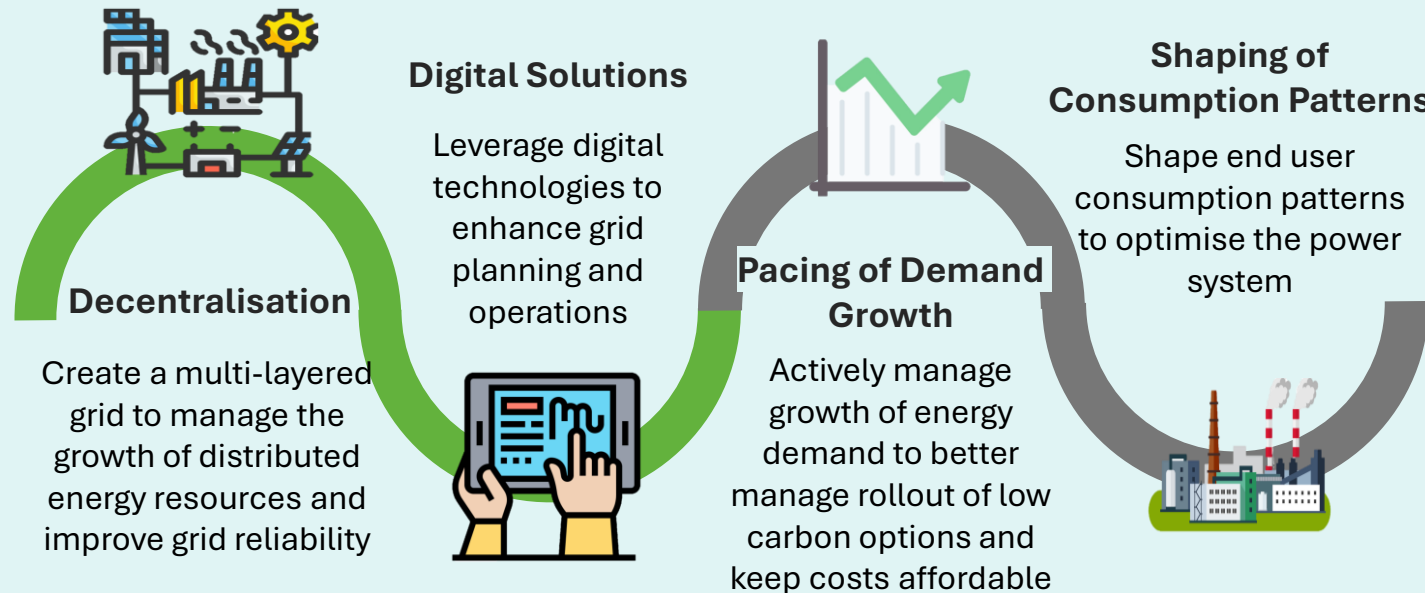 Decentralisation
Create a multi-layered
grid to manage the
growth of distributed
energy resources and
improve grid reliability
Digital Solutions
Leverage digital
technologies to
enhance grid
planning and
operations
Pacing of Demand
Growth
Actively manage
growth of energy
demand to better
manage rollout of low
carbon options and
keep costs affordable
Shaping of
Consumption Patterns
Shape end user
consumption patterns
to optimise the power
system